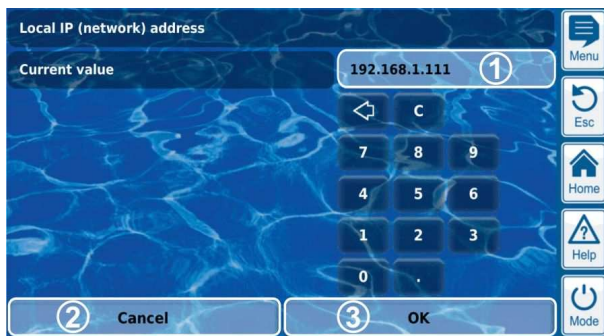 Local IP (network) address
Menu
Current value
192.168.1.111
1
C
Esc
7 8 9
4 5 6
Home
1 2 3
Help
0 .
2 Cancel
3 OK
Mode